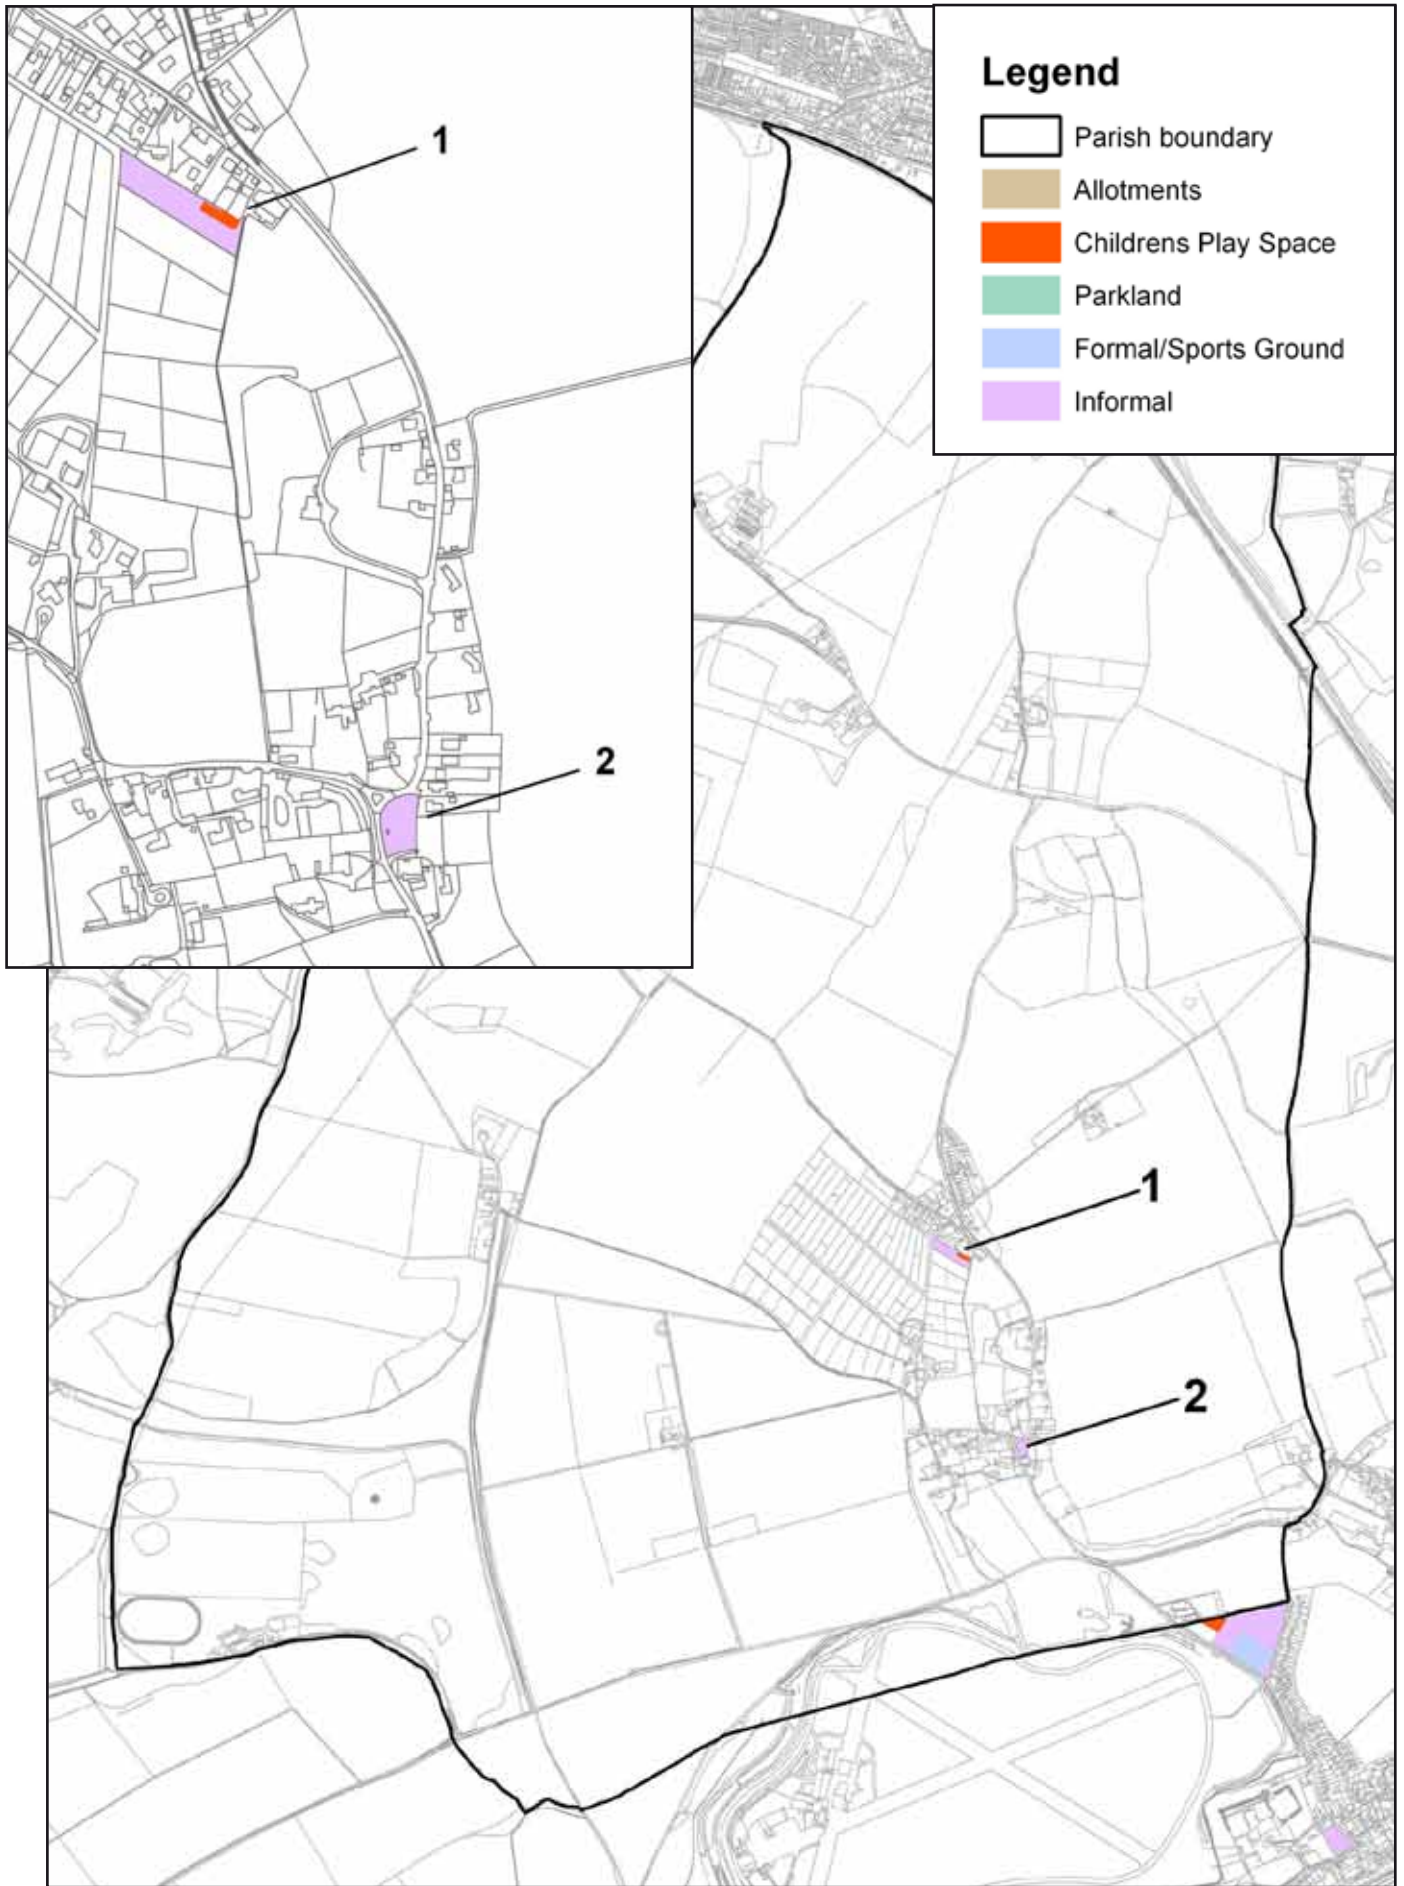 1
2
Legend
Parish boundary
Allotments
Childrens Play Space
Parkland
Formal/Sports Ground
Informal
1
2